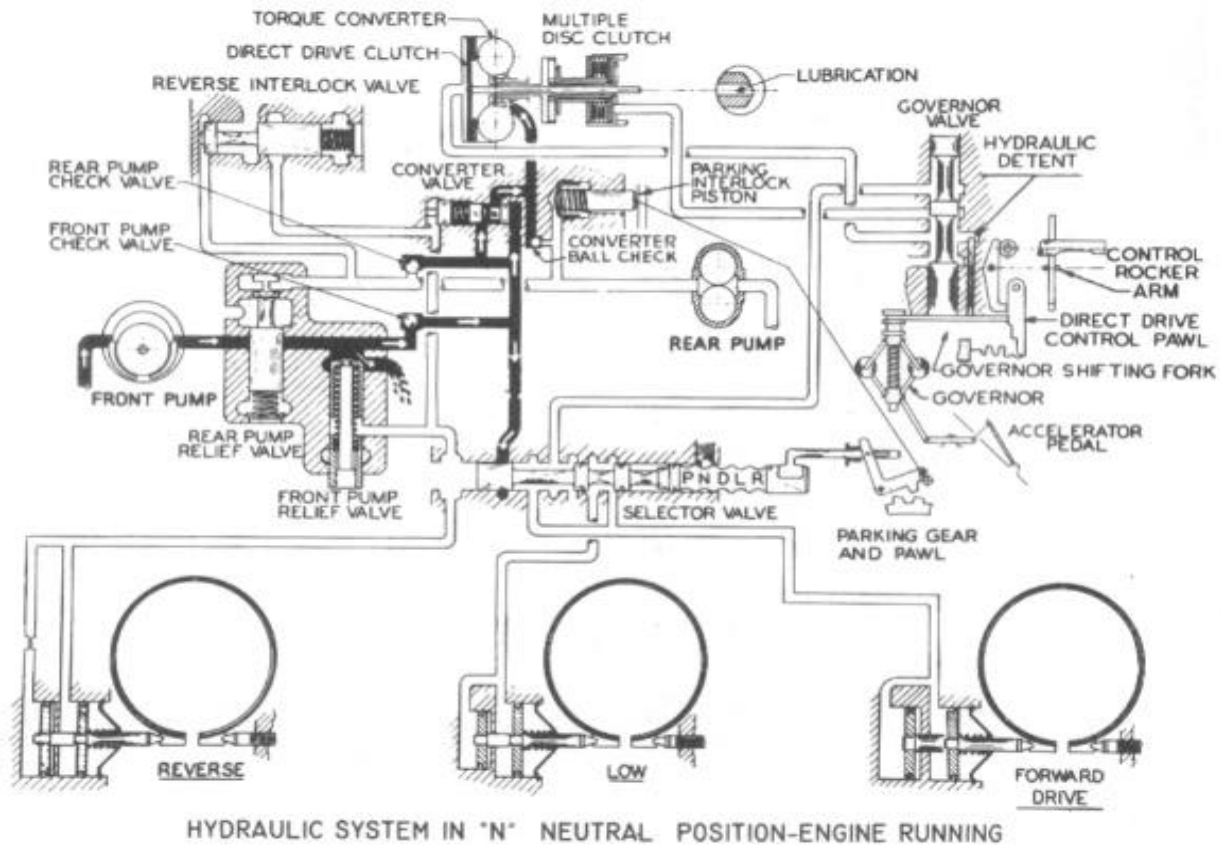 TORQUE CONVERTER
MULTIPLE
DISC CLUTCH
DIRECT DRIVE CLUTCH
REVERSE INTERLOCK VALVE
LUBRICATION
GOVERNOR
VALVE
HYDRAULIC
DETENT
REAR PUMP
CHECK VALVE
CONVERTER
VALVE
PARKING
INTERLOCK
PISTON
FRONT PUMP
CHECK VALVE
CONVERTER
BALL CHECK
CONTROL
ROCKER
ARM
REAR PUMP
DIRECT DRIVE
CONTROL PAWL
FRONT PUMP
GOVERNOR SHIFTING FORK
GOVERNOR
ACCELERATOR
PEDAL
REAR PUMP
RELIEF VALVE
FRONT PUMP
RELIEF VALVE
P N D L R
SELECTOR VALVE
PARKING GEAR
AND PAWL
REVERSE
LOW
FORWARD
DRIVE
HYDRAULIC SYSTEM IN "N" NEUTRAL POSITION-ENGINE RUNNING